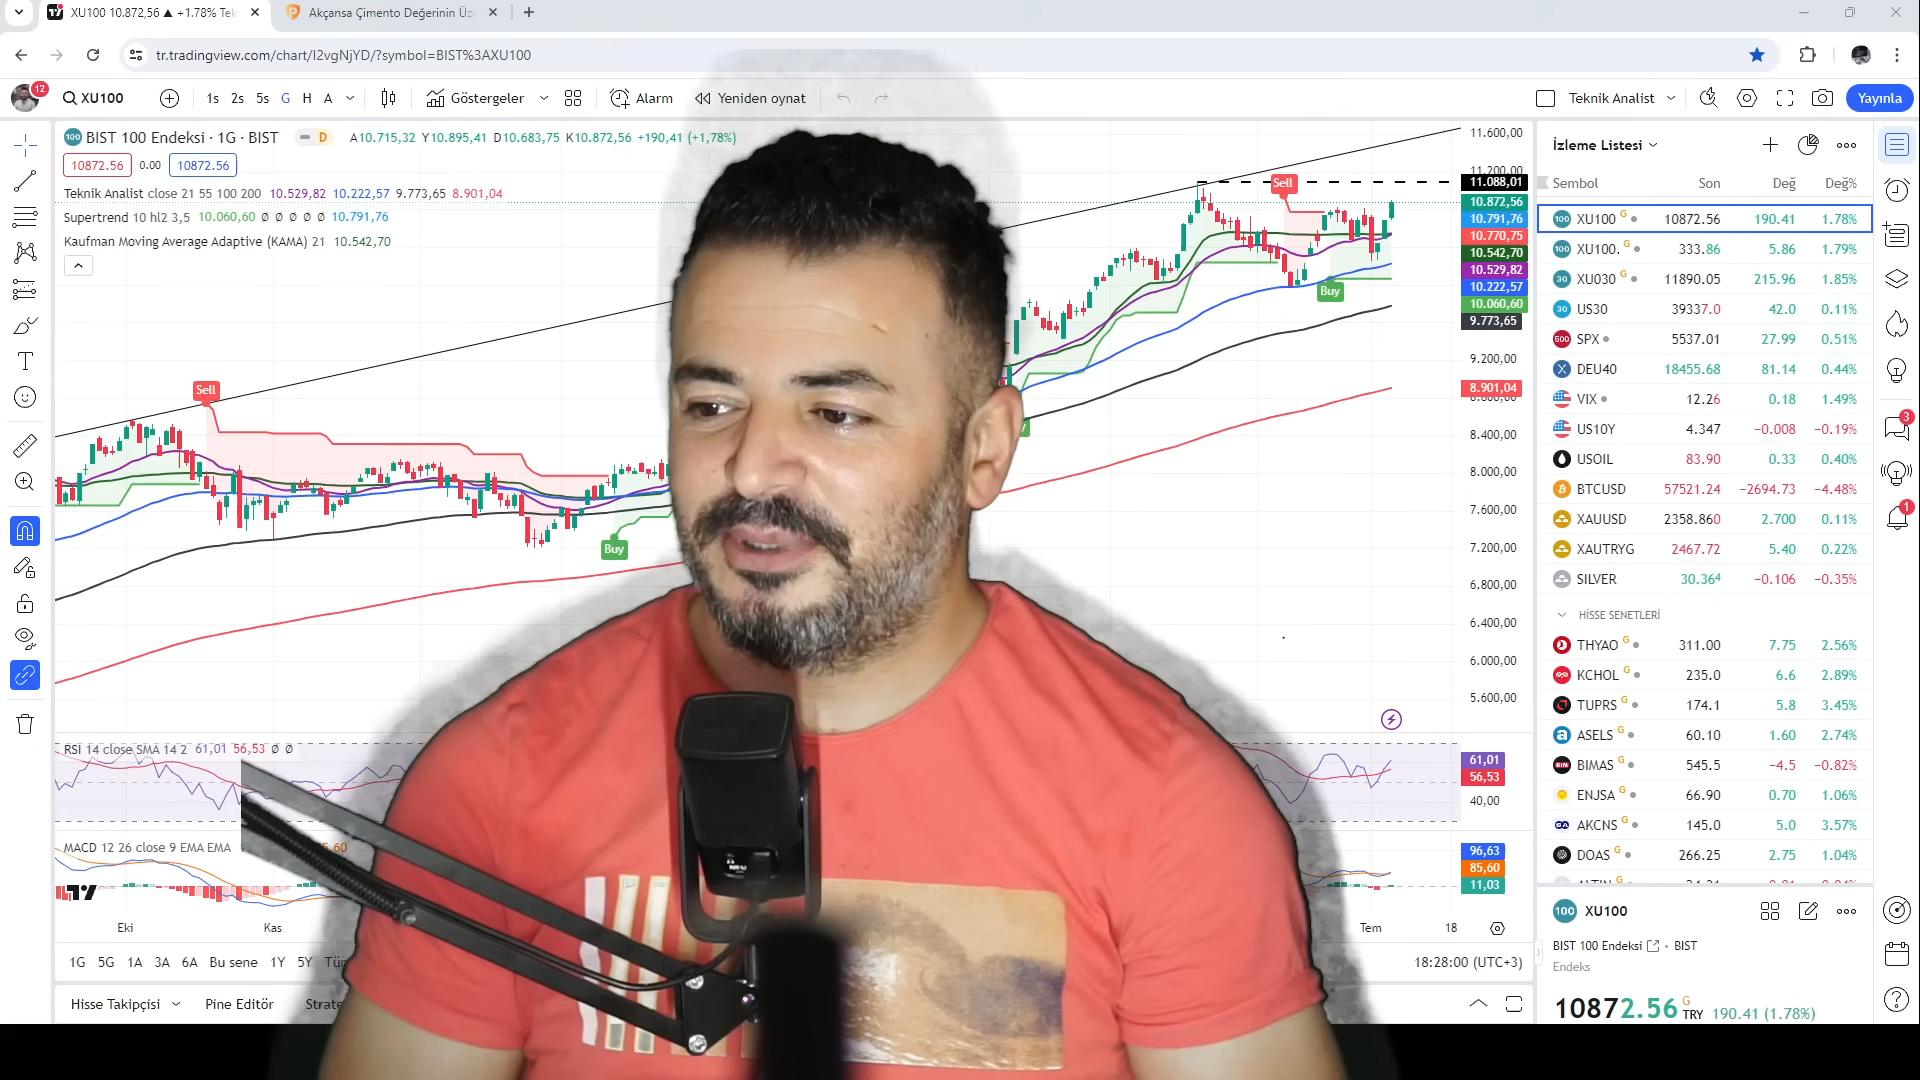 XU100 10.872,56 ▲ +1.78% Tek
Akçansa Çimento Değerinin Üz
tr.tradingview.com/chart/I2vgNjYD/?symbol=BIST%3AXU100
12
XU100
1s 2s 5s G H A
Göstergeler
Alarm
Yeniden oynat
Teknik Analist
Yayınla
BIST 100 Endeksi · 1G · BIST
D
A10.715,32 Y10.895,41 D10.683,75 K10.872,56 +190,41 (+1,78%)
10872.56 0.00 10872.56
Teknik Analist close 21 55 100 200 10.529,82 10.222,57 9.773,65 8.901,04
Supertrend 10 hl2 3,5 10.060,60 Ø Ø Ø Ø Ø 10.791,76
Kaufman Moving Average Adaptive (KAMA) 21 10.542,70
Sell
Buy
Sell
Buy
11.600,00
11.200,00
11.088,01
10.872,56
10.791,76
10.770,75
10.542,70
10.529,82
10.222,57
10.060,60
9.773,65
9.200,00
8.901,04
8.400,00
8.000,00
7.600,00
7.200,00
6.800,00
6.400,00
6.000,00
5.600,00
RSI 14 close SMA 14 2 61,01 56,53 Ø Ø
61,01
56,53
40,00
MACD 12 26 close 9 EMA EMA
96,63
85,60
11,03
Eki Kas Tem 18
1G 5G 1A 3A 6A Bu sene 1Y 5Y Tüm
18:28:00 (UTC+3)
Hisse Takipçisi Pine Editör Strate
İzleme Listesi
Sembol Son Değ Değ%
XU100 G 10872.56 190.41 1.78%
XU100. G 333.86 5.86 1.79%
XU030 G 11890.05 215.96 1.85%
US30 39337.0 42.0 0.11%
SPX 5537.01 27.99 0.51%
DEU40 18455.68 81.14 0.44%
VIX 12.26 0.18 1.49%
US10Y 4.347 −0.008 −0.19%
USOIL 83.90 0.33 0.40%
BTCUSD 57521.24 −2694.73 −4.48%
XAUUSD 2358.860 2.700 0.11%
XAUTRYG 2467.72 5.40 0.22%
SILVER 30.364 −0.106 −0.35%
HİSSE SENETLERİ
THYAO G 311.00 7.75 2.56%
KCHOL G 235.0 6.6 2.89%
TUPRS G 174.1 5.8 3.45%
ASELS G 60.10 1.60 2.74%
BIMAS G 545.5 −4.5 −0.82%
ENJSA G 66.90 0.70 1.06%
AKCNS G 145.0 5.0 3.57%
DOAS G 266.25 2.75 1.04%
100 XU100
BIST 100 Endeksi · BIST
Endeks
10872.56 G TRY 190.41 (1.78%)
3
1